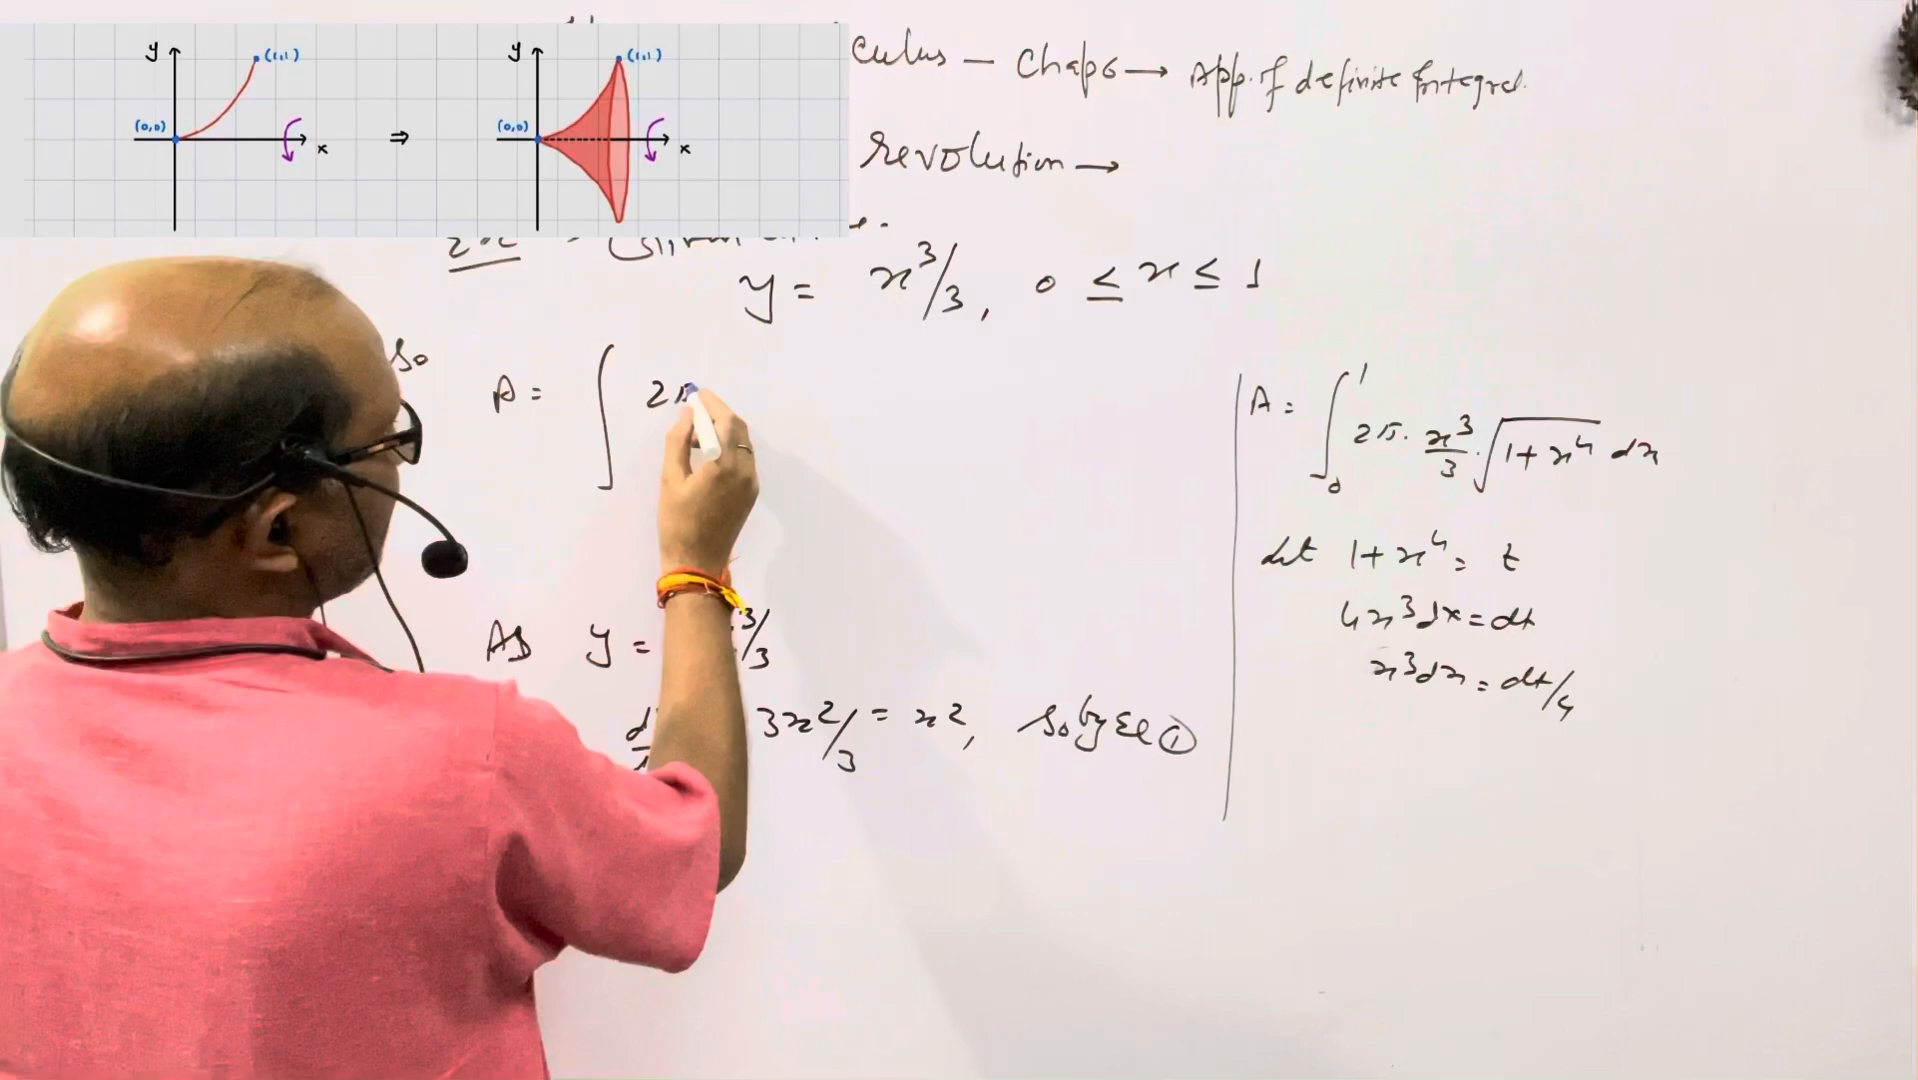 y (1,1)
(0,0) x
⇒
y (1,1)
(0,0) x
culus – Chap 6 → App. of definite Integral.
revolution →
y = x³/3, 0 ≤ x ≤ 1
So A = ∫ 2π
As y = ³/3
3x²/3 = x², So by Eq ①
A = ∫₀¹ 2π. x³/3 . √1+x⁴ dx
Let 1+x⁴ = t
4x³dx = dt
x³dx = dt/4